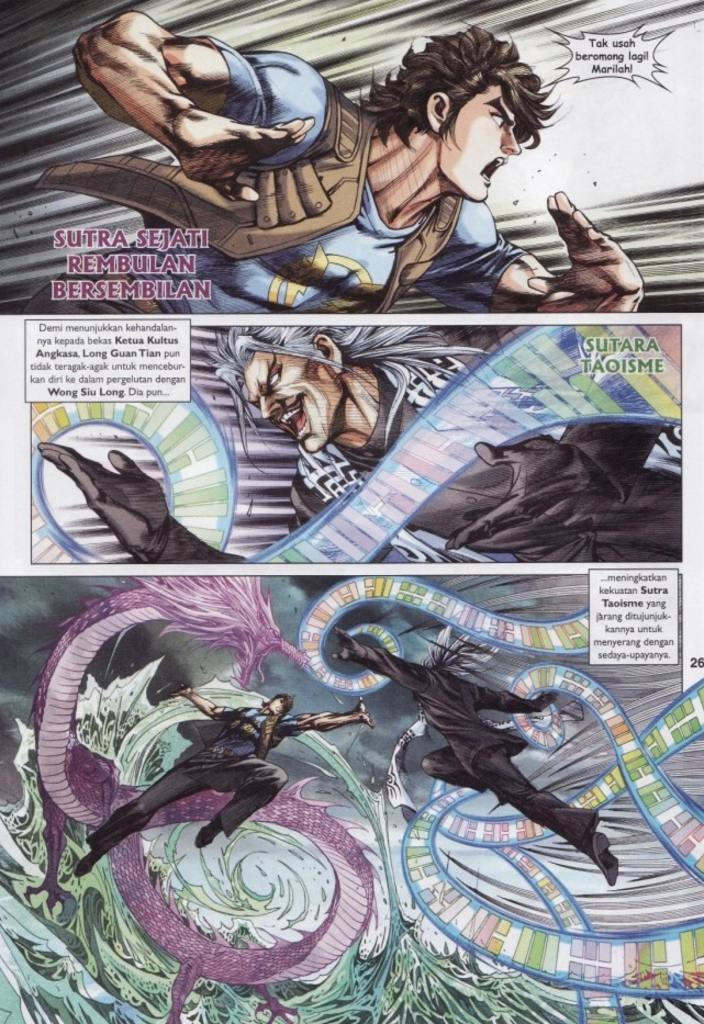 Tak usah
beromong lagi!
Marilah!
SUTRA SEJATI
REMBULAN
BERSEMBILAN
Demi menunjukkan kehandalan-
nya kepada bekas Ketua Kultus
Angkasa, Long Guan Tian pun
tidak teragak-agak untuk mencebur-
kan diri ke dalam pergelutan dengan
Wong Siu Long. Dia pun...
SUTARA
TAOISME
...meningkatkan
kekuatan Sutra
Taoisme yang
jarang ditujunjuk-
kannya untuk
menyerang dengan
sedaya-upayanya.
26